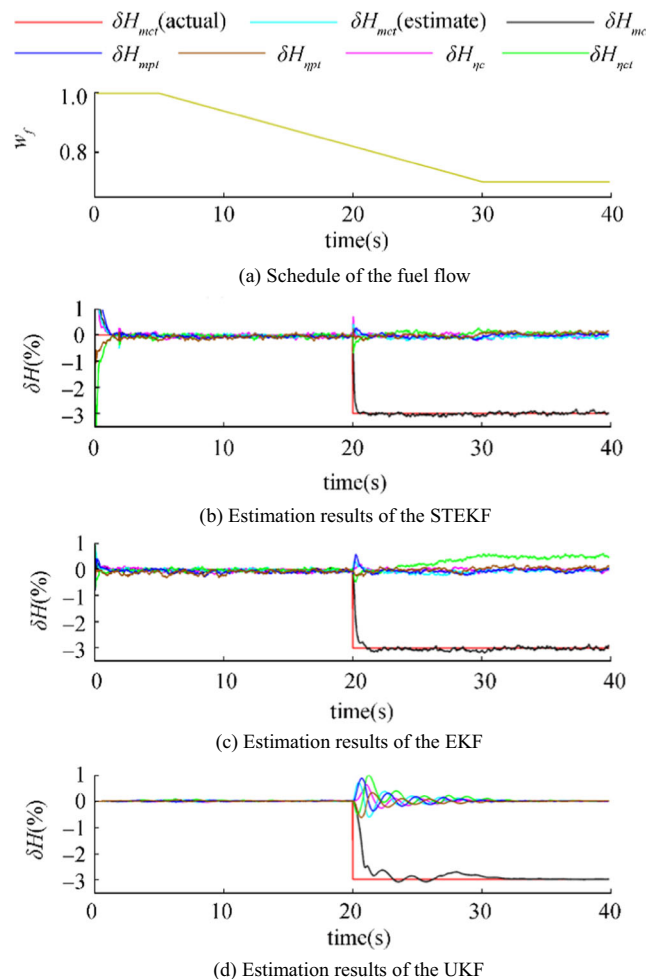 δH_mct(actual) δH_mct(estimate) δH_mc
δH_mpt δH_ηpt δH_ηc δH_ηct
1.0
0.8
w_f
0 10 20 30 40
time(s)
(a) Schedule of the fuel flow
1
0
−1
−2
−3
δH(%)
0 10 20 30 40
time(s)
(b) Estimation results of the STEKF
1
0
−1
−2
−3
δH(%)
0 10 20 30 40
time(s)
(c) Estimation results of the EKF
1
0
−1
−2
−3
δH(%)
0 10 20 30 40
time(s)
(d) Estimation results of the UKF